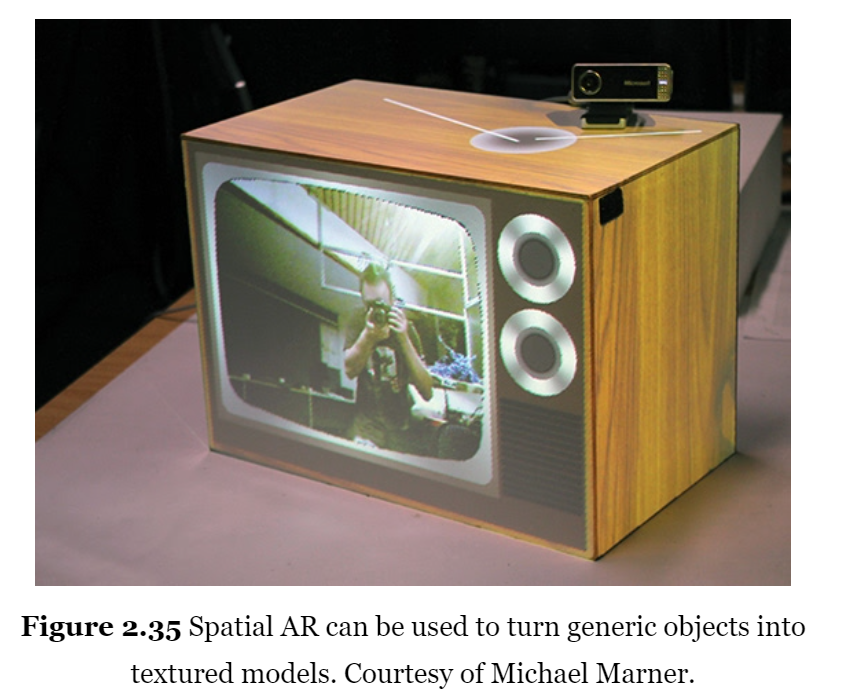 Microsoft
Figure 2.35 Spatial AR can be used to turn generic objects into
textured models. Courtesy of Michael Marner.